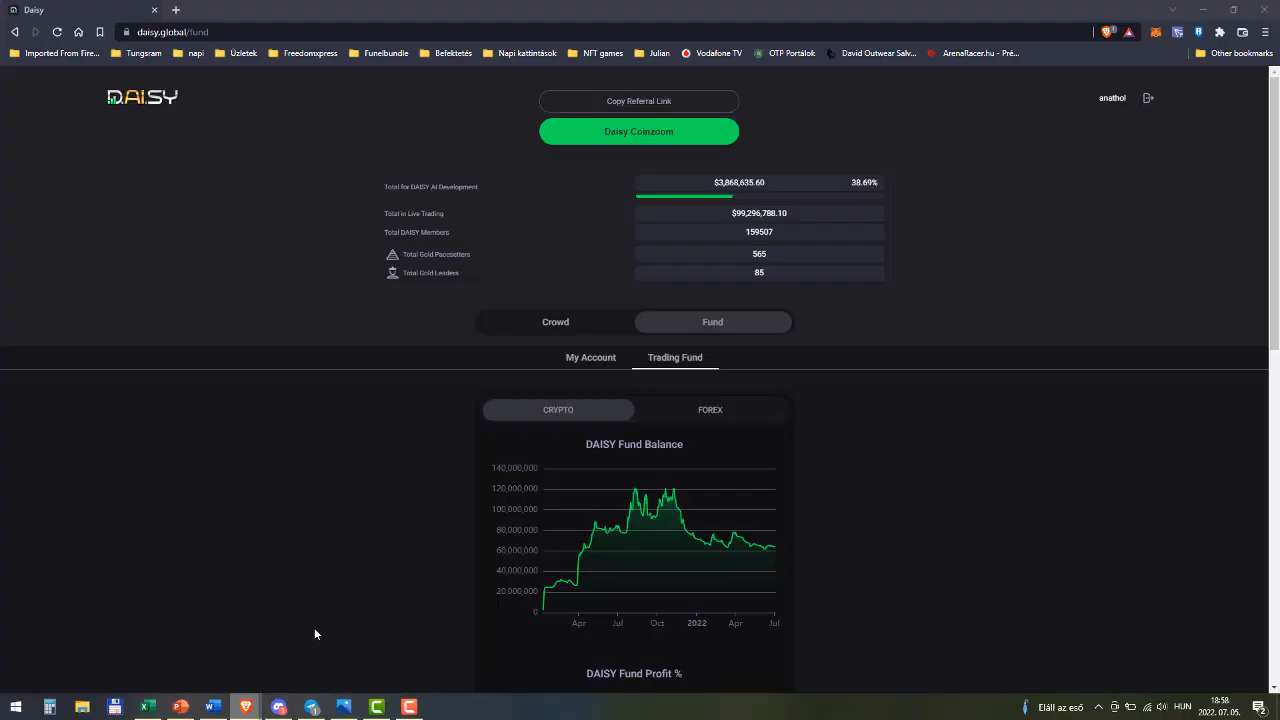 Daisy
daisy.global/fund
Imported From Fire...
Tungsram
napi
Üzletek
Freedomxpress
Funelbundle
Befektetés
Napi kattintások
NFT games
Julian
Vodafone TV
OTP Portálok
David Outwear Salv...
ArenaRacer.hu - Pré...
Other bookmarks
DAISY
Copy Referral Link
anathol
Daisy Coinzoom
Total for DAISY AI Development
$3,868,635.60 38.69%
Total in Live Trading
$99,296,788.10
Total DAISY Members
159507
Total Gold Pacesetters
565
Total Gold Leaders
85
Crowd Fund
My Account Trading Fund
CRYPTO FOREX
DAISY Fund Balance
140,000,000
120,000,000
100,000,000
80,000,000
60,000,000
40,000,000
20,000,000
0
Apr Jul Oct 2022 Apr Jul
DAISY Fund Profit %
Eláll az eső
HUN
18:58
2022. 07. 05.
2